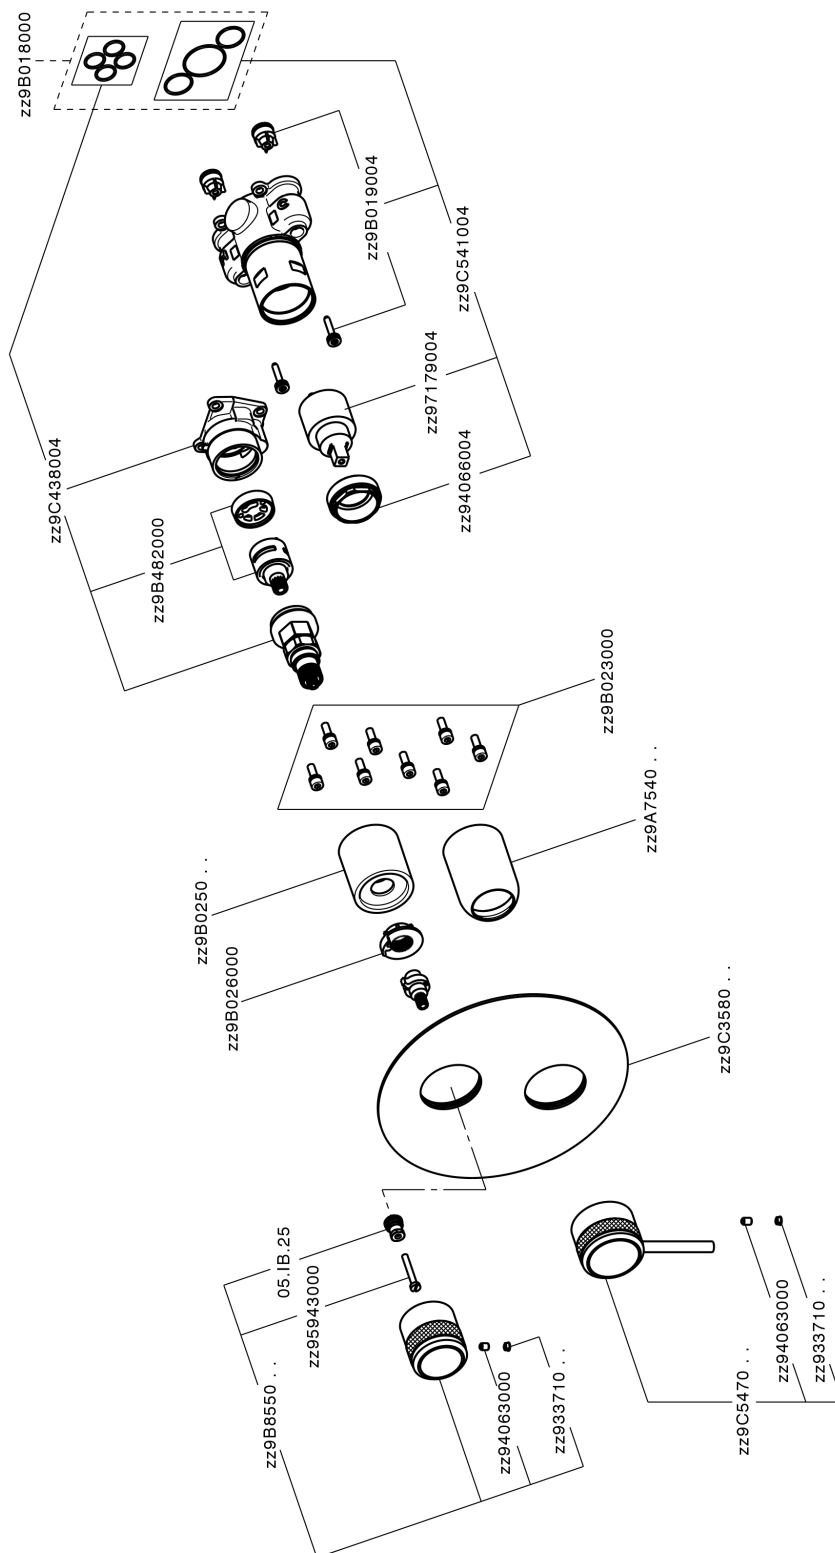 zz9B018000
zz9B019004
zz9C541004
zz97179004
zz94066004
zz9C438004
zz9B482000
zz9B023000
zz9A7540 . .
zz9B0250 . .
zz9B026000
zz9C3580 . .
05.IB.25
zz95943000
zz9B8550 . .
zz94063000
zz933710 . .
zz9C5470 . .
zz94063000
zz933710 . .